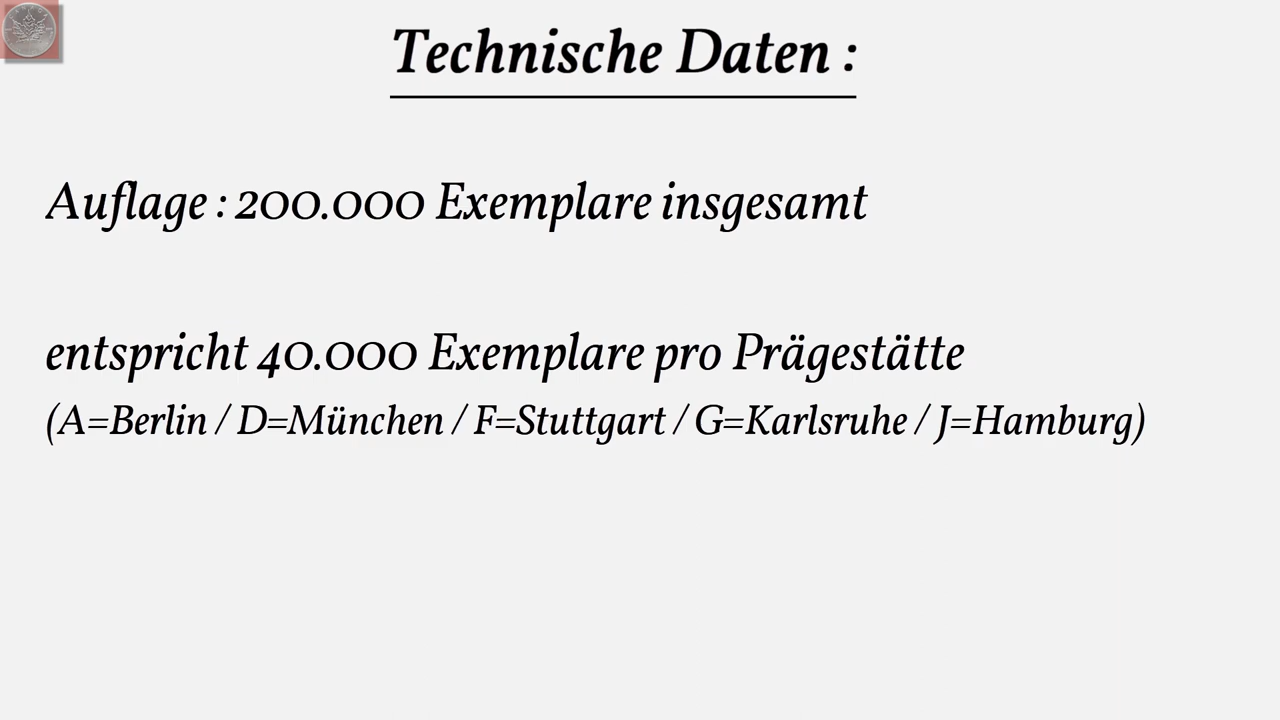 Technische Daten :
Auflage : 200.000 Exemplare insgesamt
entspricht 40.000 Exemplare pro Prägestätte
(A=Berlin / D=München / F=Stuttgart / G=Karlsruhe / J=Hamburg)